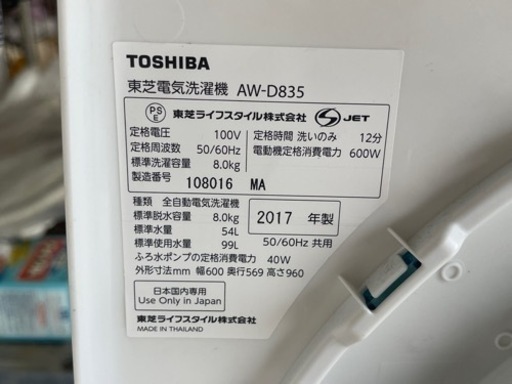 TOSHIBA
東芝電気洗濯機 AW-D835
PS
E
東芝ライフスタイル株式会社
S JET
定格電圧 100V
定格周波数 50/60Hz
標準洗濯容量 8.0kg
製造番号 108016 MA
定格時間 洗いのみ 12分
電動機定格消費電力 600W
種類 全自動電気洗濯機
標準脱水容量 8.0kg
標準水量 54L
標準使用水量 99L
2017 年製
50/60Hz 共用
ふろ水ポンプの定格消費電力 40W
外形寸法mm 幅600 奥行569 高さ960
日本国内専用
Use Only in Japan
東芝ライフスタイル株式会社
MADE IN THAILAND